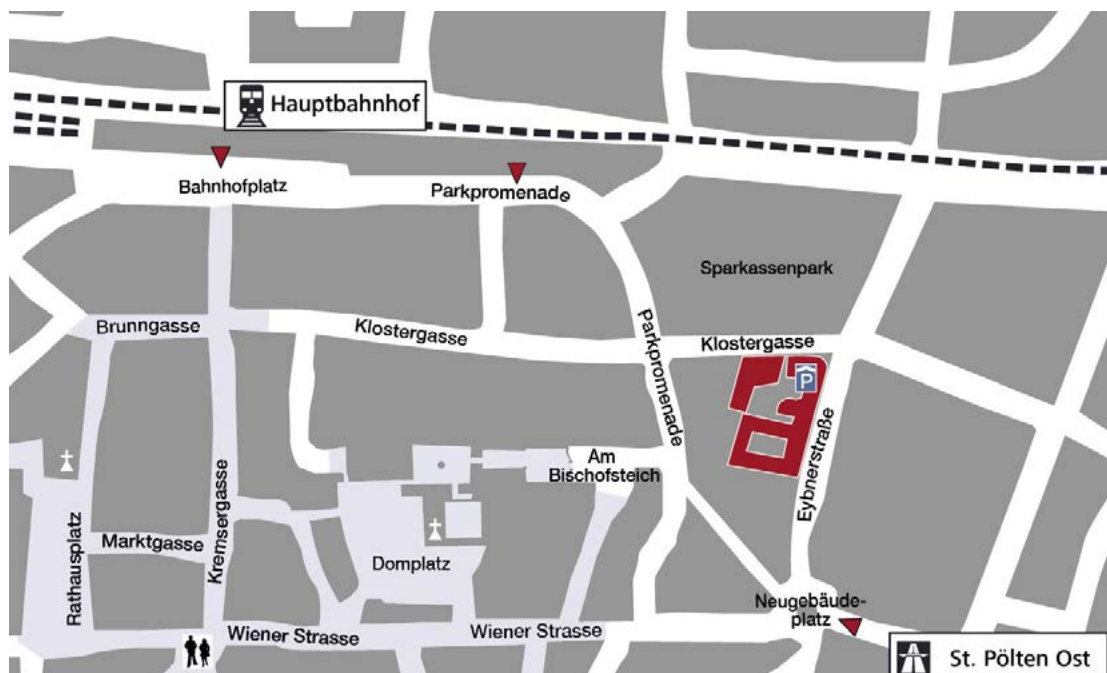 Hauptbahnhof
Bahnhofplatz
Parkpromenade
Sparkassenpark
Brunngasse
Klostergasse
Parkpromenade
Klostergasse
P
Am
Bischofsteich
Eybnerstraße
Rathausplatz
Marktgasse
Kremsergasse
Domplatz
Neugebäude-
platz
Wiener Strasse
Wiener Strasse
St. Pölten Ost